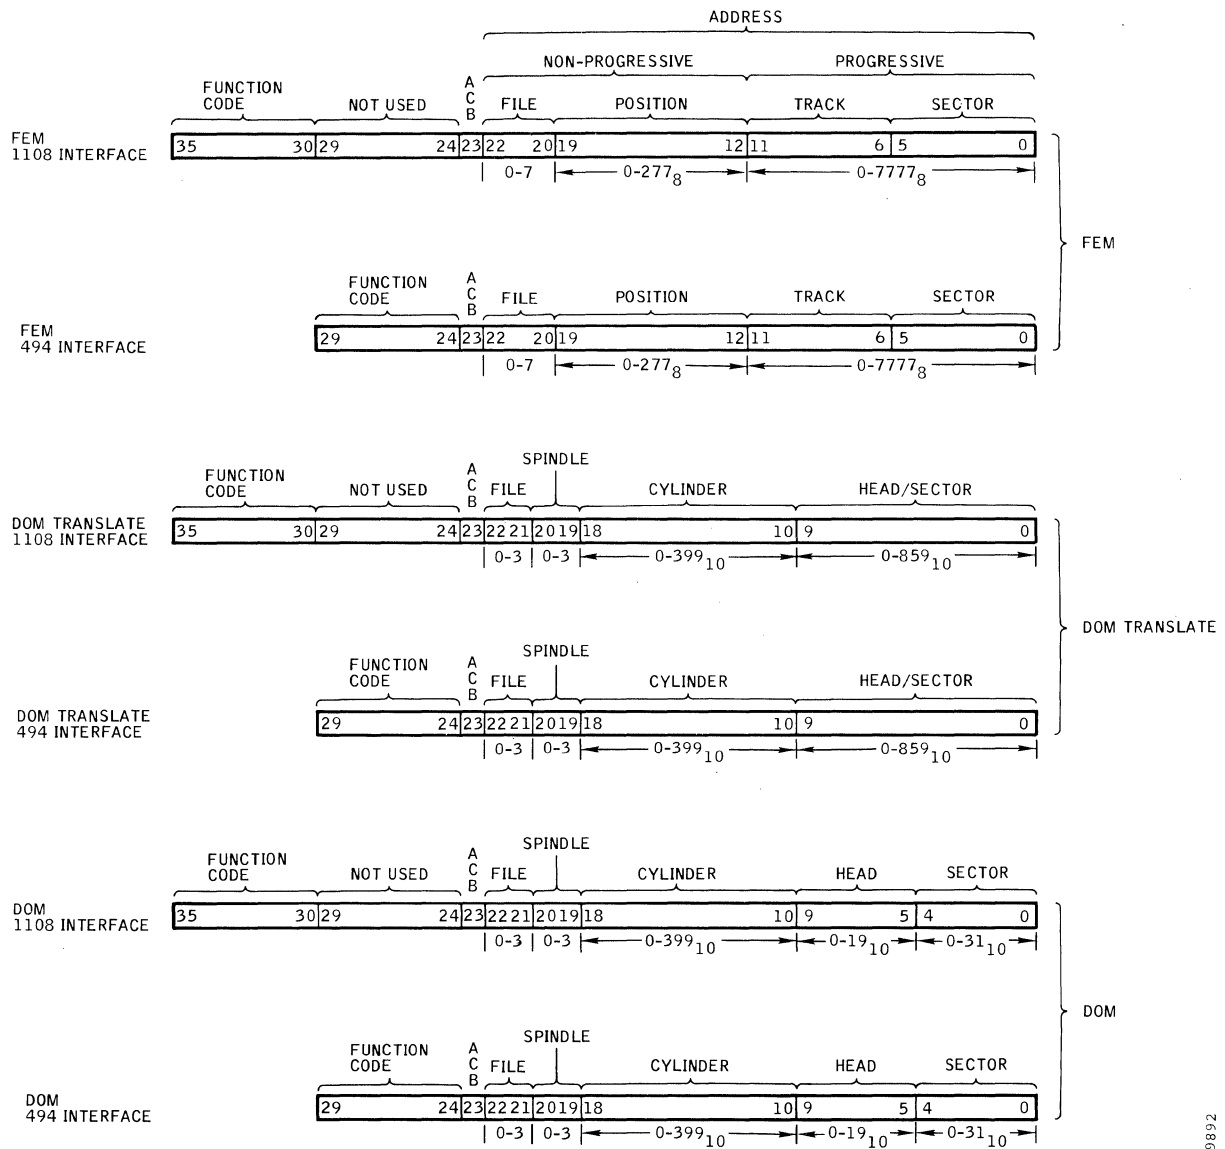 ADDRESS
NON-PROGRESSIVE PROGRESSIVE
FUNCTION CODE NOT USED ACB FILE POSITION TRACK SECTOR
FEM
1108 INTERFACE
35 30 29 24 23 22 20 19 12 11 6 5 0
0-7 0-277₈ 0-7777₈
FEM
FUNCTION CODE ACB FILE POSITION TRACK SECTOR
FEM
494 INTERFACE
29 24 23 22 20 19 12 11 6 5 0
0-7 0-277₈ 0-7777₈
SPINDLE
FUNCTION CODE NOT USED ACB FILE CYLINDER HEAD/SECTOR
DOM TRANSLATE
1108 INTERFACE
35 30 29 24 23 22 21 20 19 18 10 9 0
0-3 0-3 0-399₁₀ 0-859₁₀
DOM TRANSLATE
SPINDLE
FUNCTION CODE ACB FILE CYLINDER HEAD/SECTOR
DOM TRANSLATE
494 INTERFACE
29 24 23 22 21 20 19 18 10 9 0
0-3 0-3 0-399₁₀ 0-859₁₀
SPINDLE
FUNCTION CODE NOT USED ACB FILE CYLINDER HEAD SECTOR
DOM
1108 INTERFACE
35 30 29 24 23 22 21 20 19 18 10 9 5 4 0
0-3 0-3 0-399₁₀ 0-19₁₀ 0-31₁₀
DOM
SPINDLE
FUNCTION CODE ACB FILE CYLINDER HEAD SECTOR
DOM
494 INTERFACE
29 24 23 22 21 20 19 18 10 9 5 4 0
0-3 0-3 0-399₁₀ 0-19₁₀ 0-31₁₀
9892